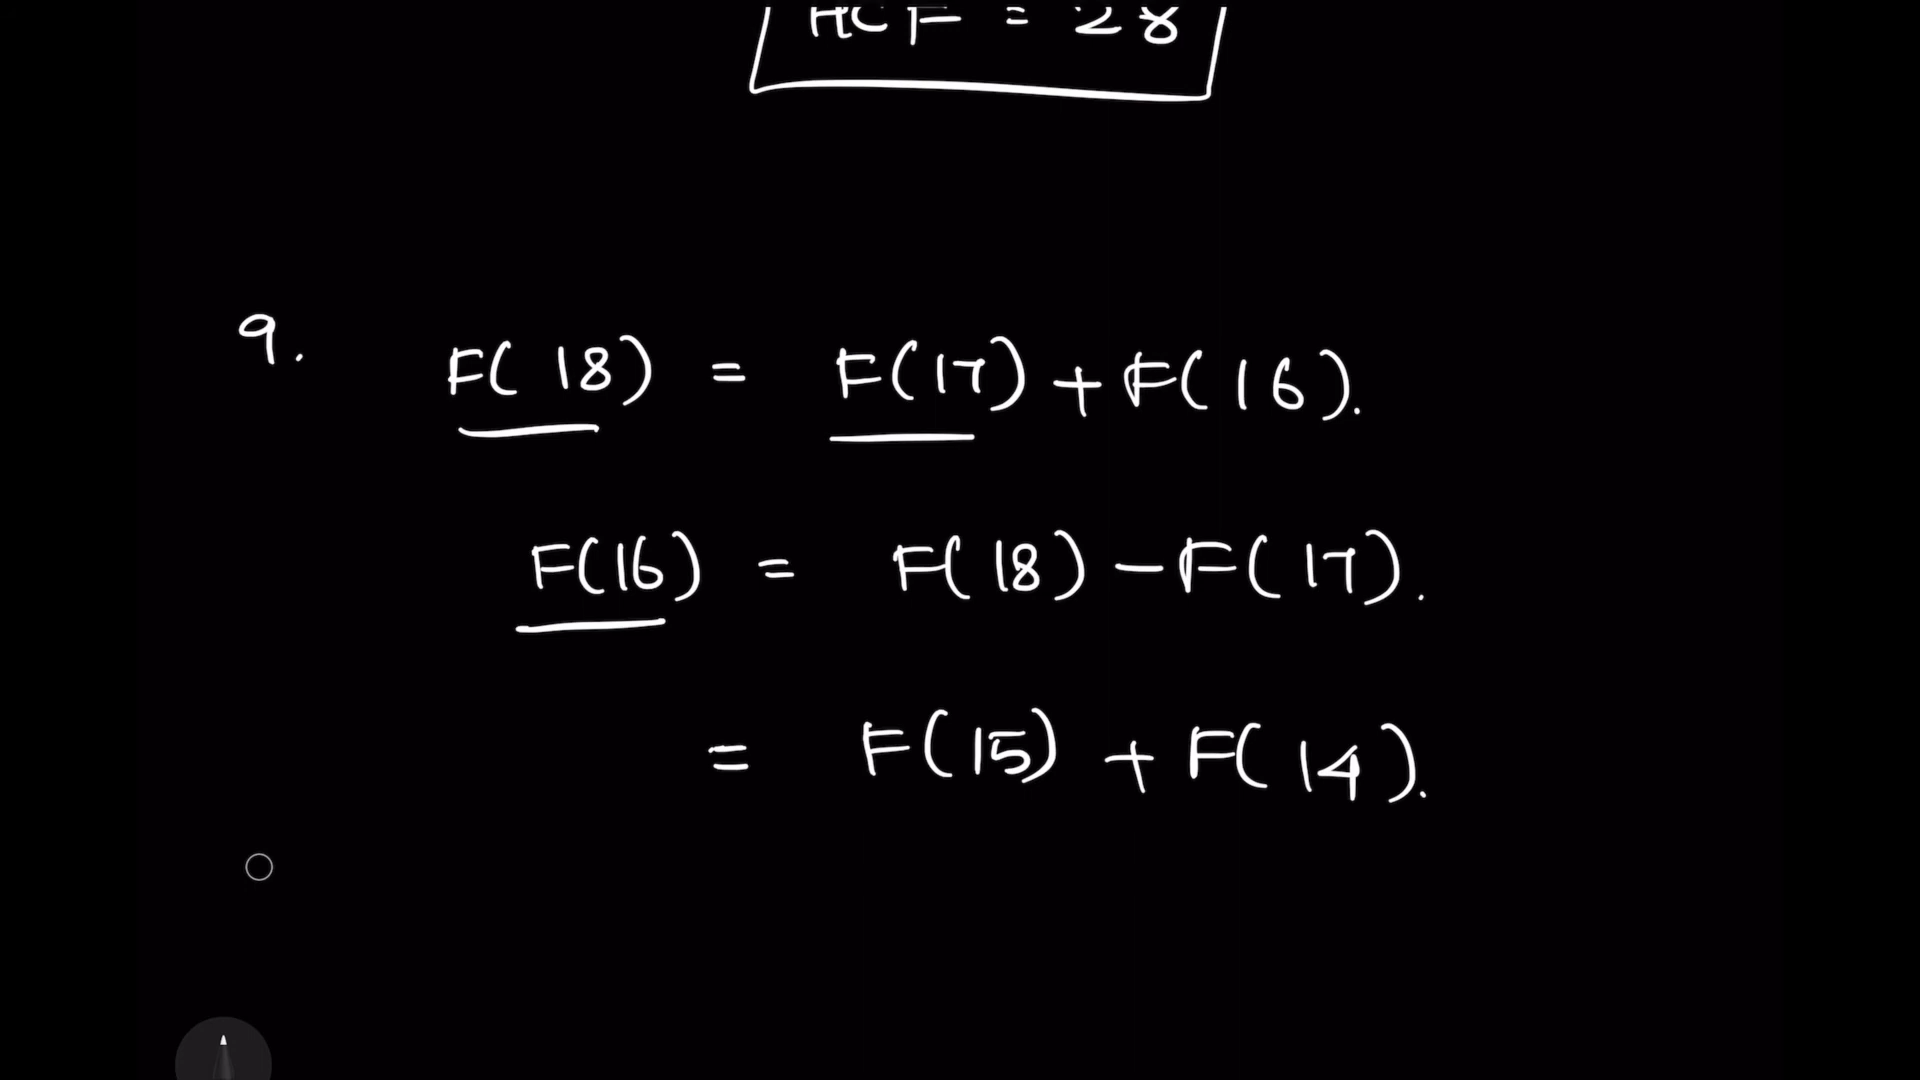 HCF = 28
9. F(18) = F(17) + F(16).
F(16) = F(18) - F(17).
= F(15) + F(14).